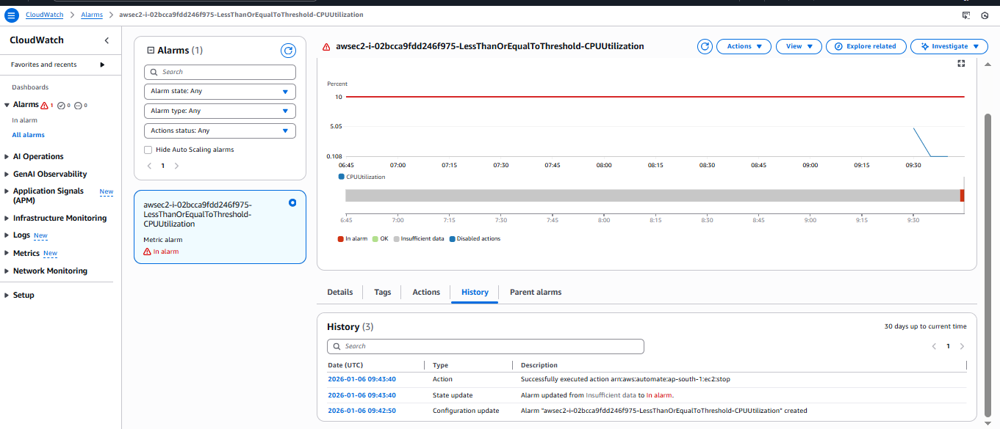 CloudWatch > Alarms > awsec2-i-02bcca9fdd246f975-LessThanOrEqualToThreshold-CPUUtilization
CloudWatch
Favorites and recents
Dashboards
Alarms 1 0 0
In alarm
All alarms
AI Operations
GenAI Observability
Application Signals New
(APM)
Infrastructure Monitoring
Logs New
Metrics New
Network Monitoring
Setup
Alarms (1)
Search
Alarm state: Any
Alarm type: Any
Actions status: Any
Hide Auto Scaling alarms
1
awsec2-i-02bcca9fdd246f975-
LessThanOrEqualToThreshold-
CPUUtilization
Metric alarm
In alarm
awsec2-i-02bcca9fdd246f975-LessThanOrEqualToThreshold-CPUUtilization
Actions View Explore related Investigate
Percent
10
5.05
0.108
06:45 07:00 07:15 07:30 07:45 08:00 08:15 08:30 08:45 09:00 09:15 09:30
CPUUtilization
6:45 7:00 7:15 7:30 7:45 8:00 8:15 8:30 8:45 9:00 9:15 9:30
In alarm OK Insufficient data Disabled actions
Details Tags Actions History Parent alarms
History (3) 30 days up to current time
Search 1
Date (UTC) Type Description
2026-01-06 09:43:40 Action Successfully executed action arn:aws:automate:ap-south-1:ec2:stop
2026-01-06 09:43:40 State update Alarm updated from Insufficient data to In alarm.
2026-01-06 09:42:50 Configuration update Alarm "awsec2-i-02bcca9fdd246f975-LessThanOrEqualToThreshold-CPUUtilization" created